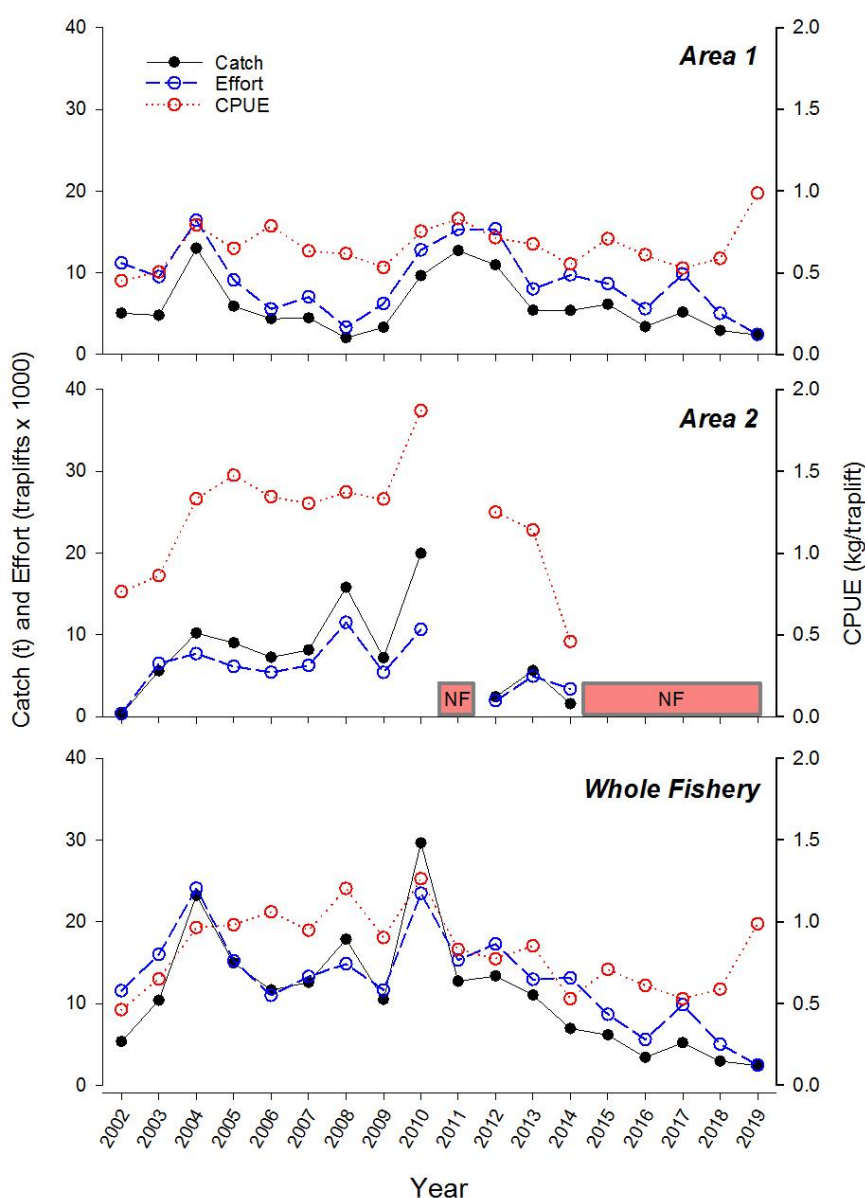 40
30
20
10
0
2.0
1.5
1.0
0.5
0.0
Area 1
Catch
Effort
CPUE
40
30
20
10
0
2.0
1.5
1.0
0.5
0.0
Area 2
NF
NF
Catch (t) and Effort (traplifts x 1000)
CPUE (kg/traplift)
40
30
20
10
0
2.0
1.5
1.0
0.5
0.0
Whole Fishery
2002 2003 2004 2005 2006 2007 2008 2009 2010 2011 2012 2013 2014 2015 2016 2017 2018 2019
Year